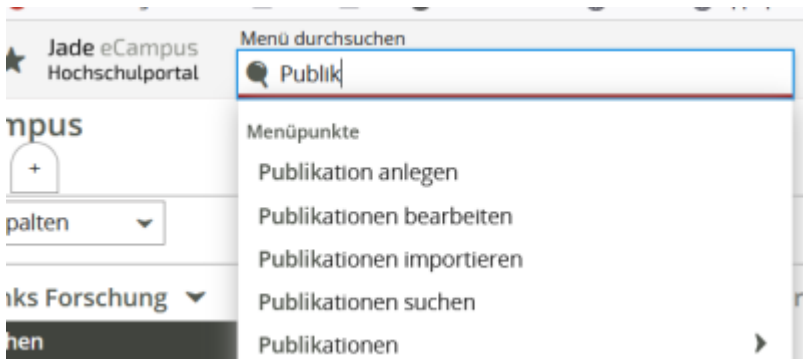 Jade eCampus
Hochschulportal
Menü durchsuchen
Publik
mpus
+
palten
nks Forschung
hen
Menüpunkte
Publikation anlegen
Publikationen bearbeiten
Publikationen importieren
Publikationen suchen
Publikationen